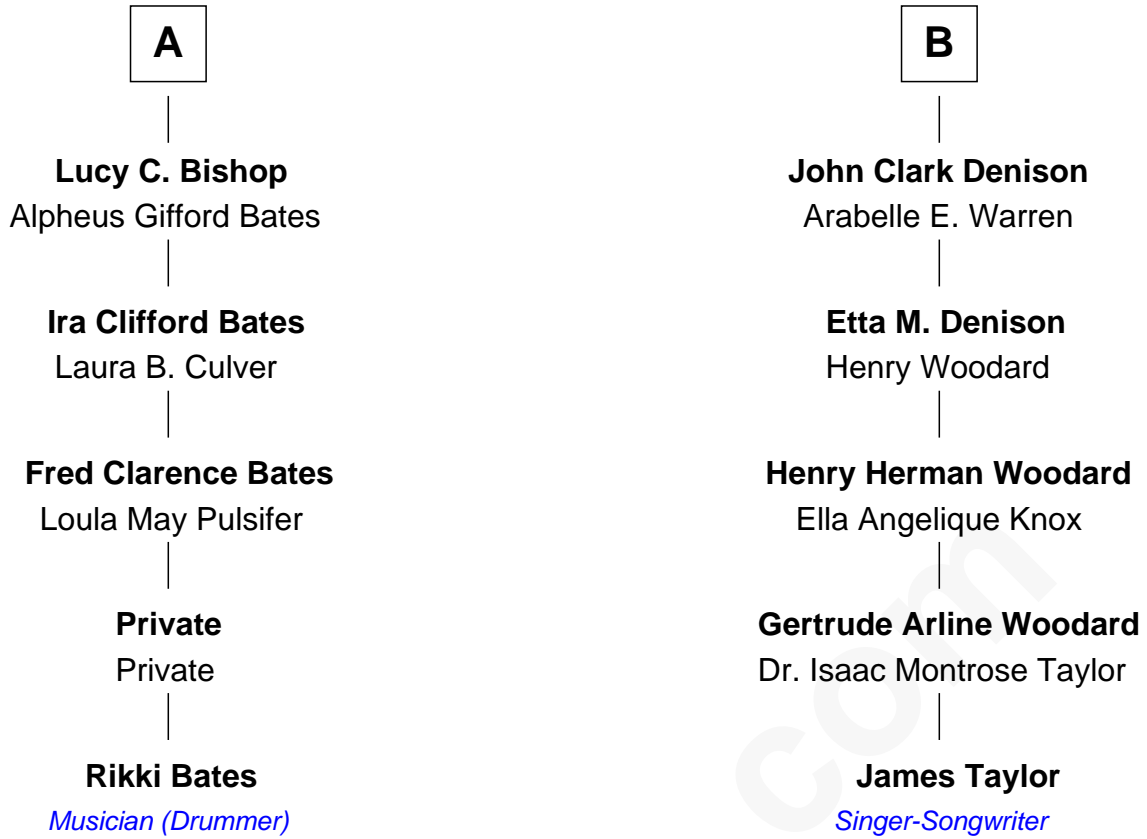 A
Lucy C. Bishop
Alpheus Gifford Bates
Ira Clifford Bates
Laura B. Culver
Fred Clarence Bates
Loula May Pulsifer
Private
Private
Rikki Bates
Musician (Drummer)
B
John Clark Denison
Arabelle E. Warren
Etta M. Denison
Henry Woodard
Henry Herman Woodard
Ella Angelique Knox
Gertrude Arline Woodard
Dr. Isaac Montrose Taylor
James Taylor
Singer-Songwriter
com